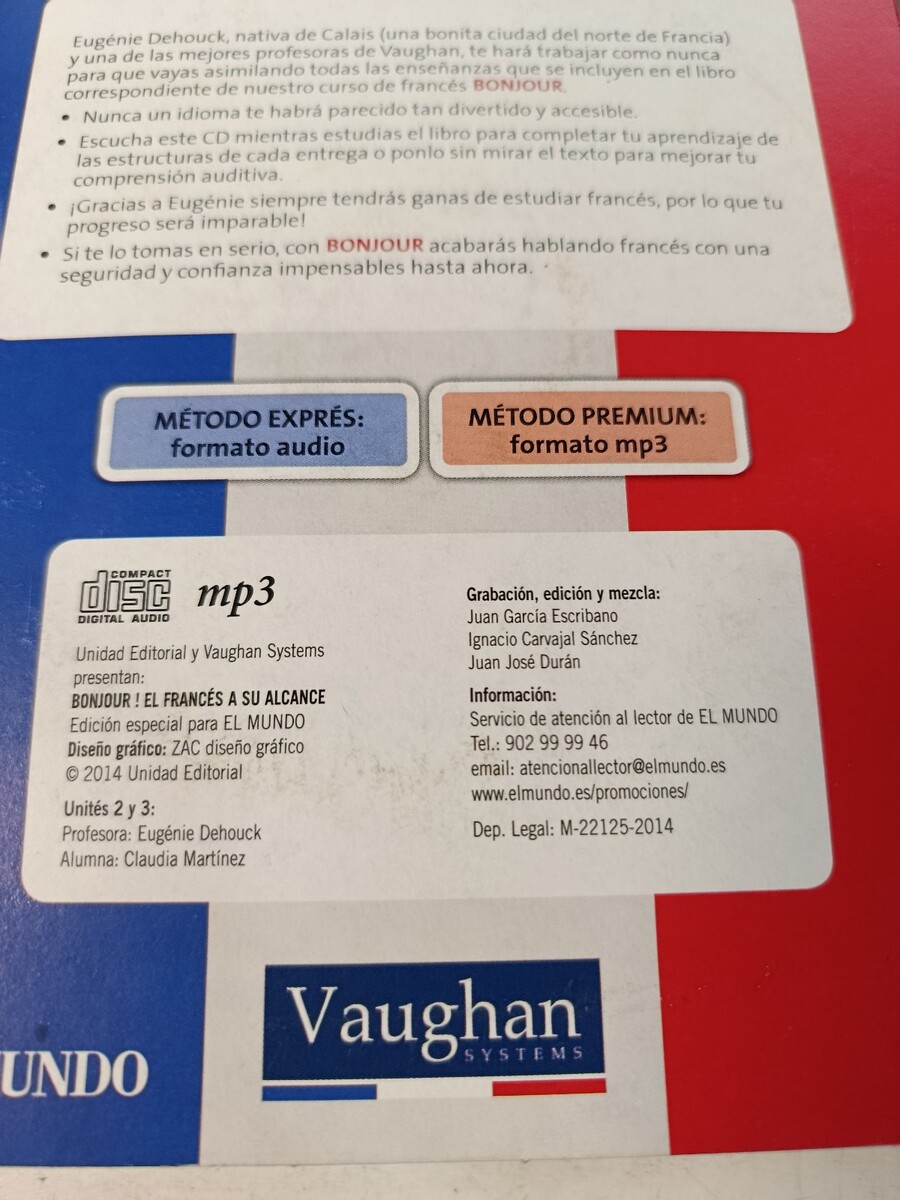 Eugénie Dehouck, nativa de Calais (una bonita ciudad del norte de Francia)
y una de las mejores profesoras de Vaughan, te hará trabajar como nunca
para que vayas asimilando todas las enseñanzas que se incluyen en el libro
correspondiente de nuestro curso de francés BONJOUR.
• Nunca un idioma te habrá parecido tan divertido y accesible.
• Escucha este CD mientras estudias el libro para completar tu aprendizaje de
las estructuras de cada entrega o ponlo sin mirar el texto para mejorar tu
comprensión auditiva.
• ¡Gracias a Eugénie siempre tendrás ganas de estudiar francés, por lo que tu
progreso será imparable!
• Si te lo tomas en serio, con BONJOUR acabarás hablando francés con una
seguridad y confianza impensables hasta ahora.
MÉTODO EXPRÉS:
formato audio
MÉTODO PREMIUM:
formato mp3
COMPACT
disc
DIGITAL AUDIO
mp3
Unidad Editorial y Vaughan Systems
presentan:
BONJOUR ! EL FRANCÉS A SU ALCANCE
Edición especial para EL MUNDO
Diseño gráfico: ZAC diseño gráfico
© 2014 Unidad Editorial
Unités 2 y 3:
Profesora: Eugénie Dehouck
Alumna: Claudia Martínez
Grabación, edición y mezcla:
Juan García Escribano
Ignacio Carvajal Sánchez
Juan José Durán
Información:
Servicio de atención al lector de EL MUNDO
Tel.: 902 99 99 46
email: atencionallector@elmundo.es
www.elmundo.es/promociones/
Dep. Legal: M-22125-2014
UNDO
Vaughan
SYSTEMS